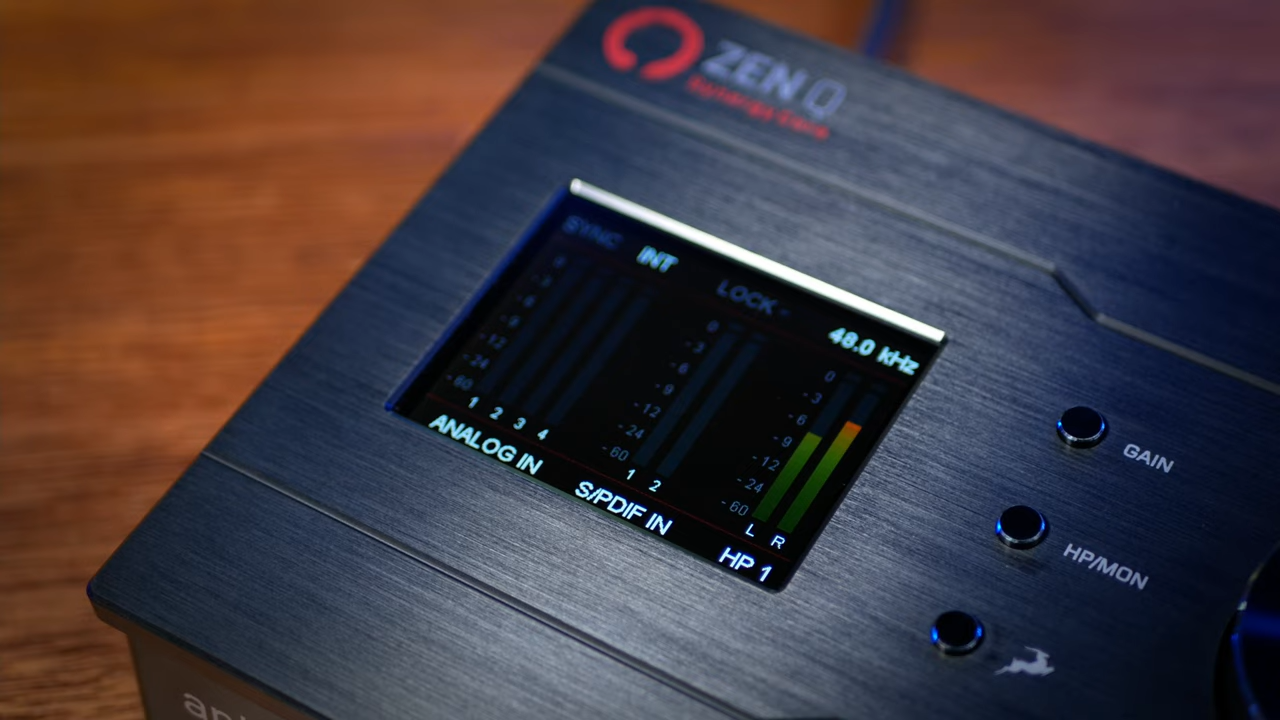 ZEN Q
Synergy Core
SYNC INT LOCK - 48.0 kHz
0 0 0
-3 -3 -3
-6 -6 -6
-9 -9 -9
-12 -12 -12
-24 -24 -24
-60 -60 -60
1 2 3 4 1 2 L R
ANALOG IN S/PDIF IN HP 1
GAIN
HP/MON